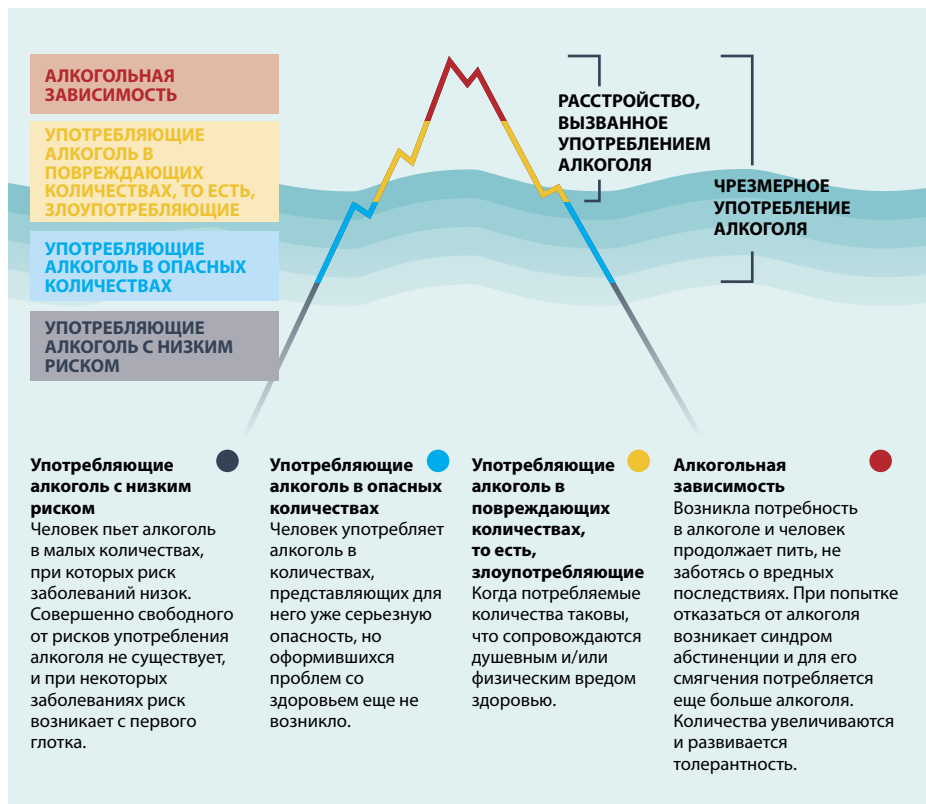 АЛКОГОЛЬНАЯ
ЗАВИСИМОСТЬ
УПОТРЕБЛЯЮЩИЕ
АЛКОГОЛЬ В
ПОВРЕЖДАЮЩИХ
КОЛИЧЕСТВАХ, ТО ЕСТЬ,
ЗЛОУПОТРЕБЛЯЮЩИЕ
УПОТРЕБЛЯЮЩИЕ
АЛКОГОЛЬ В ОПАСНЫХ
КОЛИЧЕСТВАХ
УПОТРЕБЛЯЮЩИЕ
АЛКОГОЛЬ С НИЗКИМ
РИСКОМ
РАССТРОЙСТВО,
ВЫЗВАННОЕ
УПОТРЕБЛЕНИЕМ
АЛКОГОЛЯ
ЧРЕЗМЕРНОЕ
УПОТРЕБЛЕНИЕ
АЛКОГОЛЯ
Употребляющие
алкоголь с низким
риском
Человек пьет алкоголь
в малых количествах,
при которых риск
заболеваний низок.
Совершенно свободного
от рисков употребления
алкоголя не существует,
и при некоторых
заболеваниях риск
возникает с первого
глотка.
Употребляющие
алкоголь в опасных
количествах
Человек употребляет
алкоголь в
количествах,
представляющих для
него уже серьезную
опасность, но
оформившихся
проблем со
здоровьем еще не
возникло.
Употребляющие
алкоголь в
повреждающих
количествах,
то есть,
злоупотребляющие
Когда потребляемые
количества таковы,
что сопровождаются
душевным и/или
физическим вредом
здоровью.
Алкогольная
зависимость
Возникла потребность
в алкоголе и человек
продолжает пить, не
заботясь о вредных
последствиях. При попытке
отказаться от алкоголя
возникает синдром
абстиненции и для его
смягчения потребляется
еще больше алкоголя.
Количества увеличиваются
и развивается
толерантность.